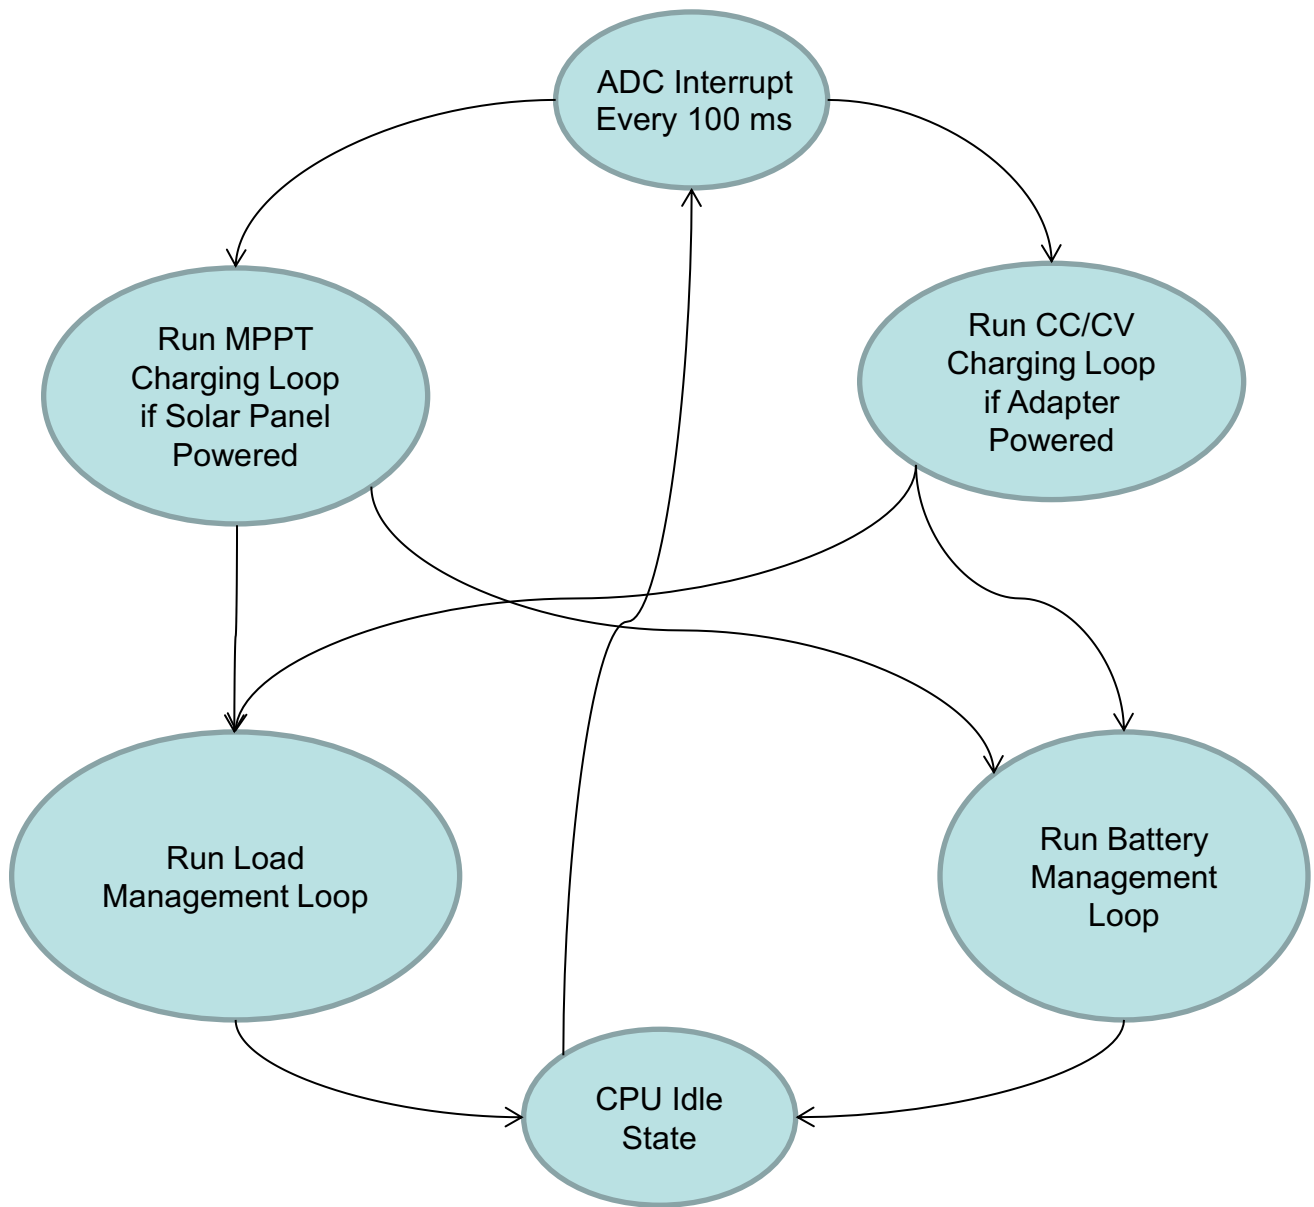 ADC Interrupt
Every 100 ms
Run MPPT
Charging Loop
if Solar Panel
Powered
Run CC/CV
Charging Loop
if Adapter
Powered
Run Load
Management Loop
Run Battery
Management
Loop
CPU Idle
State